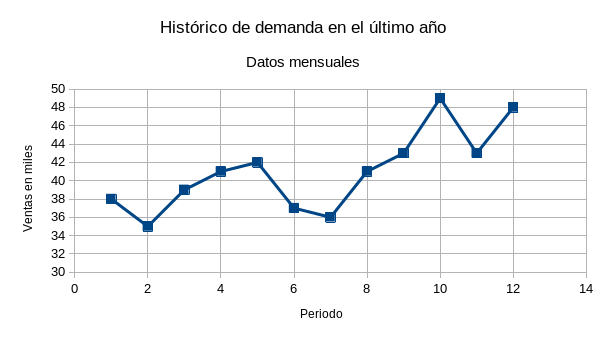 Histórico de demanda en el último año
Datos mensuales
50
48
46
44
42
40
38
36
34
32
30
Ventas en miles
0 2 4 6 8 10 12 14
Periodo